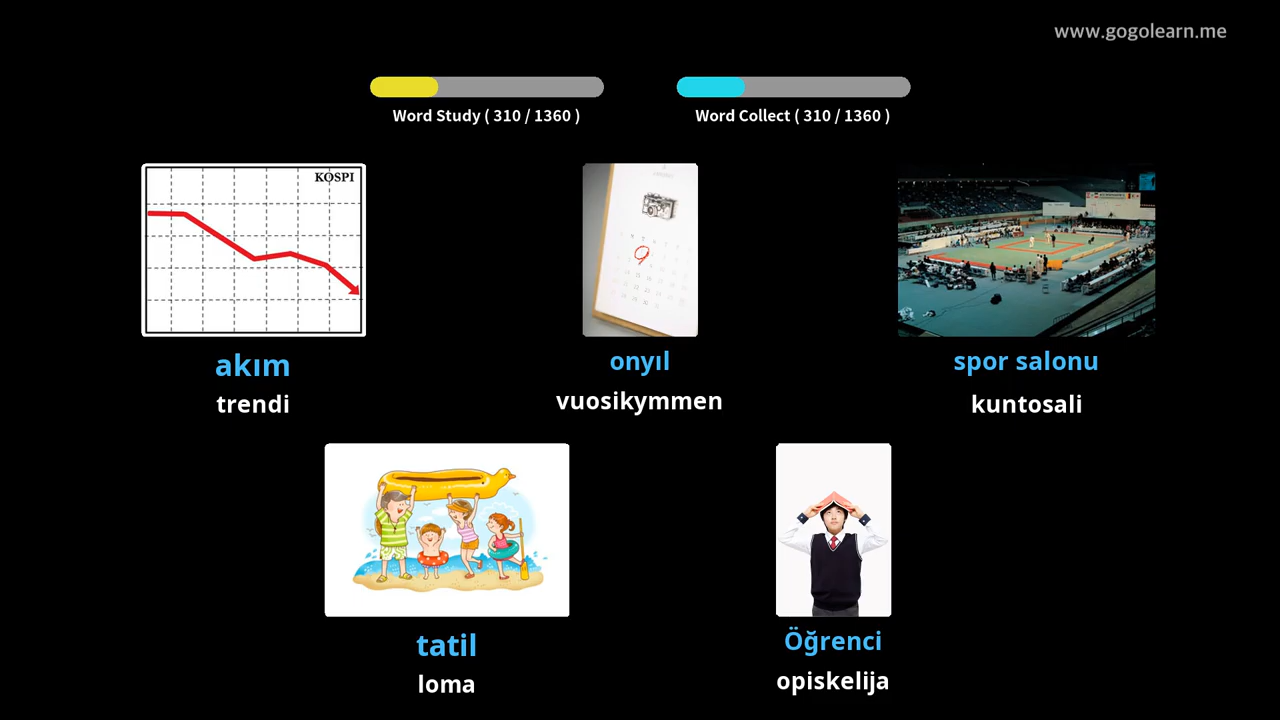 www.gogolearn.me
Word Study ( 310 / 1360 )
Word Collect ( 310 / 1360 )
KOSPI
9
akım
trendi
onyıl
vuosikymmen
spor salonu
kuntosali
tatil
loma
Öğrenci
opiskelija